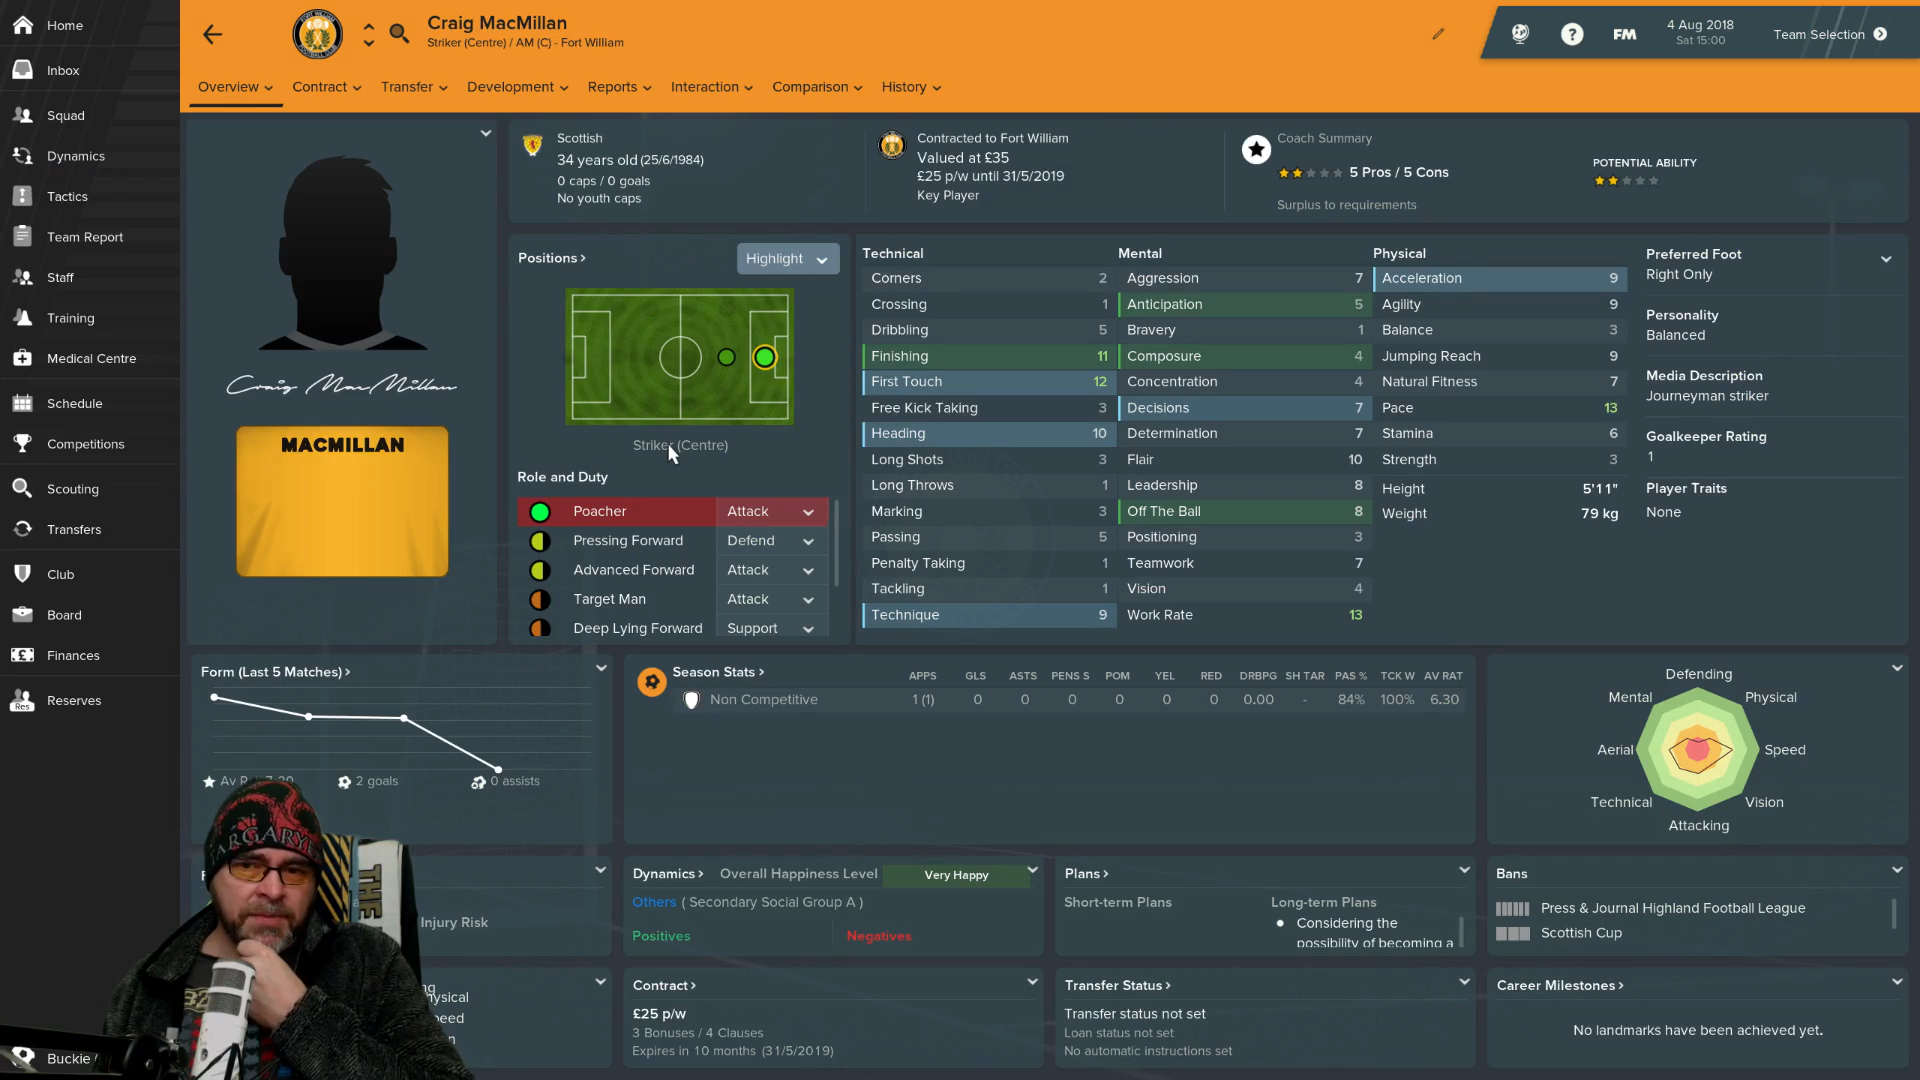 Home
Inbox
Squad
Dynamics
Tactics
Team Report
Staff
Training
Medical Centre
Schedule
Competitions
Scouting
Transfers
Club
Board
Finances
Res
Reserves
Buckie
Craig MacMillan
Striker (Centre) / AM (C) - Fort William
? FM
4 Aug 2018
Sat 15:00
Team Selection
Overview Contract Transfer Development Reports Interaction Comparison History
Craig MacMillan
MACMILLAN
Scottish
34 years old (25/6/1984)
0 caps / 0 goals
No youth caps
Contracted to Fort William
Valued at £35
£25 p/w until 31/5/2019
Key Player
Coach Summary
5 Pros / 5 Cons
Surplus to requirements
POTENTIAL ABILITY
Positions >
Highlight
Striker (Centre)
Role and Duty
Poacher Attack
Pressing Forward Defend
Advanced Forward Attack
Target Man Attack
Deep Lying Forward Support
Technical
Corners 2
Crossing 1
Dribbling 5
Finishing 11
First Touch 12
Free Kick Taking 3
Heading 10
Long Shots 3
Long Throws 1
Marking 3
Passing 5
Penalty Taking 1
Tackling 1
Technique 9
Mental
Aggression 7
Anticipation 5
Bravery 1
Composure 4
Concentration 4
Decisions 7
Determination 7
Flair 10
Leadership 8
Off The Ball 8
Positioning 3
Teamwork 7
Vision 4
Work Rate 13
Physical
Acceleration 9
Agility 9
Balance 3
Jumping Reach 9
Natural Fitness 7
Pace 13
Stamina 6
Strength 3
Height 5'11"
Weight 79 kg
Preferred Foot
Right Only
Personality
Balanced
Media Description
Journeyman striker
Goalkeeper Rating
1
Player Traits
None
Form (Last 5 Matches) >
Av R 7.20 2 goals 0 assists
Season Stats >
APPS GLS ASTS PENS S POM YEL RED DRBPG SH TAR PAS % TCK W AV RAT
Non Competitive 1 (1) 0 0 0 0 0 0 0.00 - 84% 100% 6.30
Defending
Mental Physical
Aerial Speed
Technical Vision
Attacking
Injury Risk
THE
Dynamics > Overall Happiness Level Very Happy
Others ( Secondary Social Group A )
Positives Negatives
Plans >
Short-term Plans
Long-term Plans
Considering the
possibility of becoming a
Bans
Press & Journal Highland Football League
Scottish Cup
Contract >
£25 p/w
3 Bonuses / 4 Clauses
Expires in 10 months (31/5/2019)
Transfer Status >
Transfer status not set
Loan status not set
No automatic instructions set
Career Milestones >
No landmarks have been achieved yet.